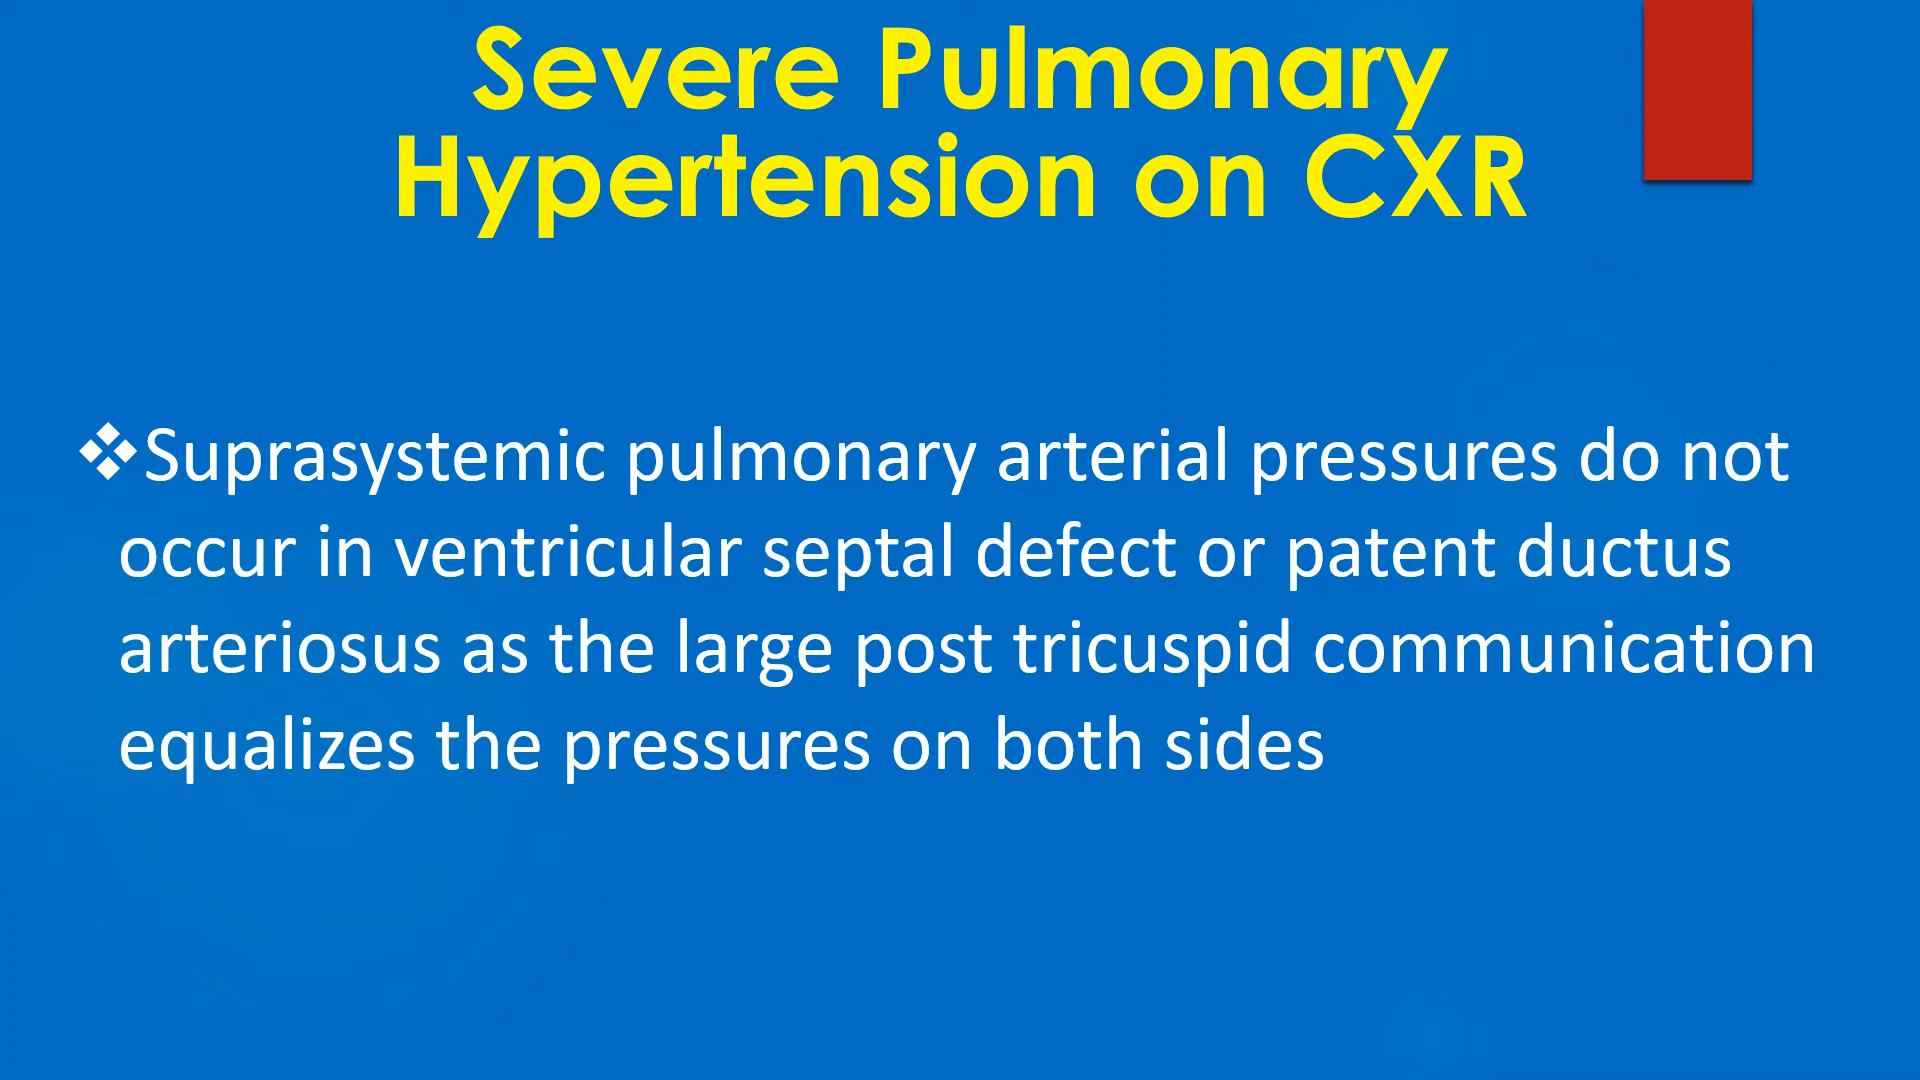 Severe Pulmonary
Hypertension on CXR
❖Suprasystemic pulmonary arterial pressures do not
occur in ventricular septal defect or patent ductus
arteriosus as the large post tricuspid communication
equalizes the pressures on both sides